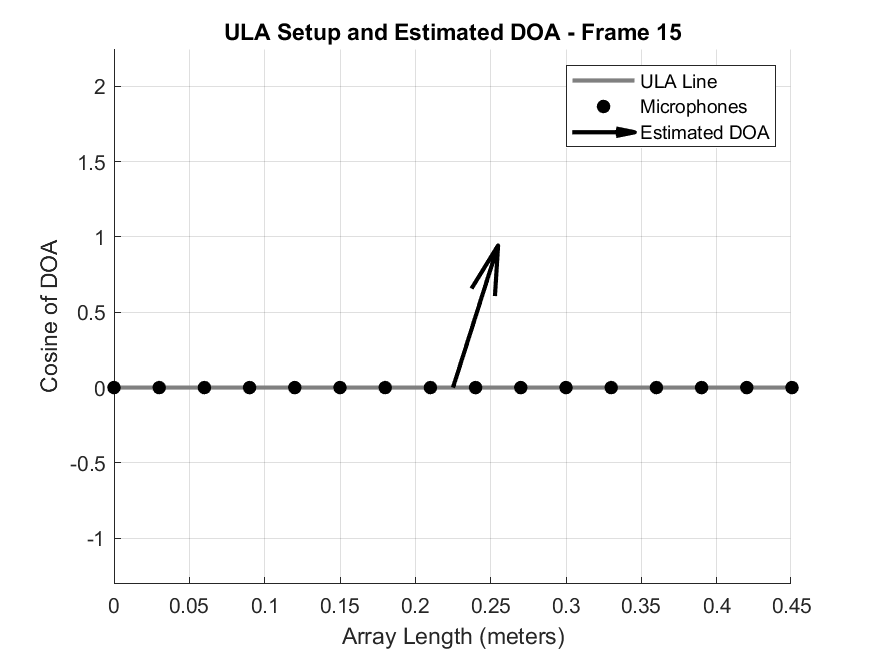 ULA Setup and Estimated DOA - Frame 15
ULA Line
Microphones
Estimated DOA
Cosine of DOA
2
1.5
1
0.5
0
-0.5
-1
0
0.05
0.1
0.15
0.2
0.25
0.3
0.35
0.4
0.45
Array Length (meters)